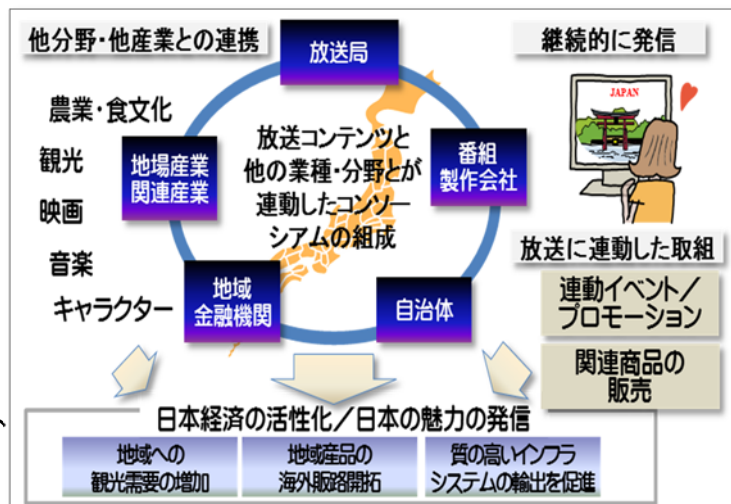 他分野・他産業との連携
放送局
継続的に発信
JAPAN
農業・食文化
観光
映画
音楽
キャラクター
地場産業
関連産業
放送コンテンツと
他の業種・分野とが
連動したコンソー
シアムの組成
番組
製作会社
地域
金融機関
自治体
放送に連動した取組
連動イベント/
プロモーション
関連商品の
販売
日本経済の活性化/日本の魅力の発信
地域への
観光需要の増加
地域産品の
海外販路開拓
質の高いインフラ
システムの輸出を促進
、